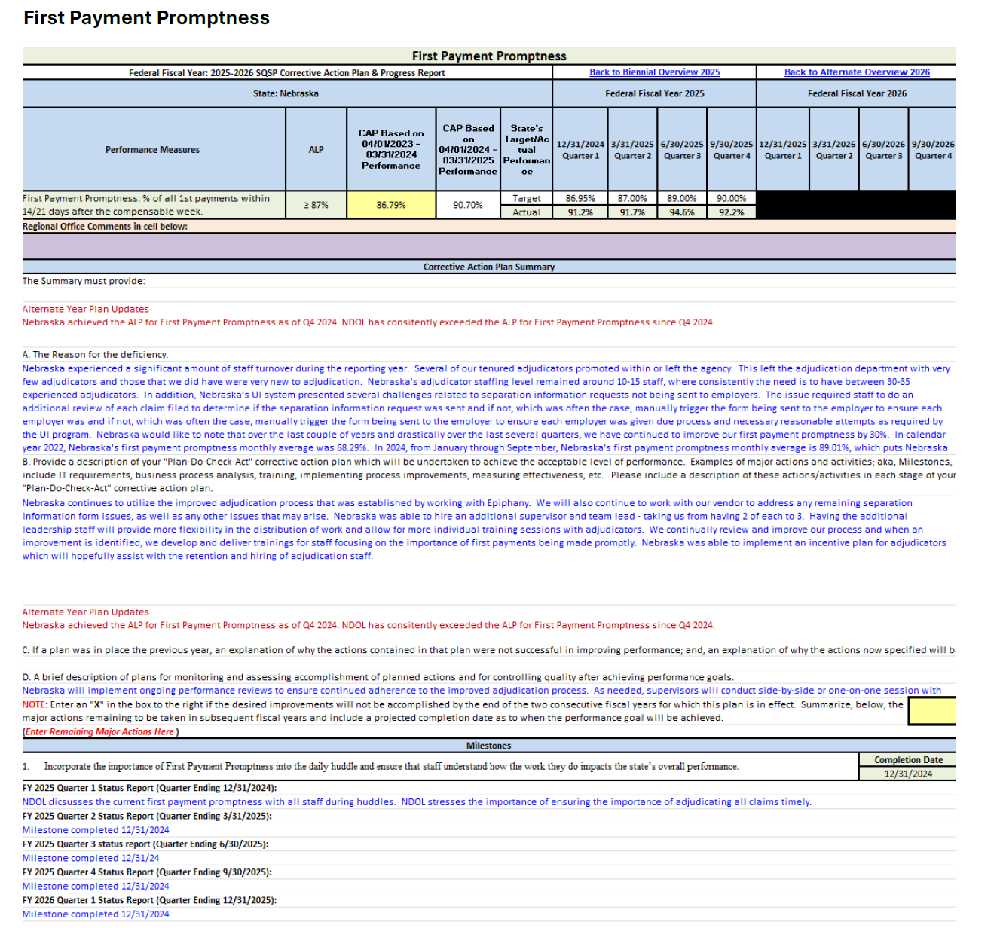 First Payment Promptness
First Payment Promptness
Federal Fiscal Year: 2025-2026 SQSP Corrective Action Plan & Progress Report
Back to Biennial Overview 2025
Back to Alternate Overview 2026
State: Nebraska
Federal Fiscal Year 2025
Federal Fiscal Year 2026
Performance Measures
ALP
CAP Based on
04/01/2023 -
03/31/2024
Performance
CAP Based
on
04/01/2024 -
03/31/2025
Performance
State's
Target/Ac
tual
Performan
ce
12/31/2024
Quarter 1
3/31/2025
Quarter 2
6/30/2025
Quarter 3
9/30/2025
Quarter 4
12/31/2025
Quarter 1
3/31/2026
Quarter 2
6/30/2026
Quarter 3
9/30/2026
Quarter 4
First Payment Promptness: % of all 1st payments within
14/21 days after the compensable week.
≥ 87%
86.79%
90.70%
Target
86.95%
87.00%
89.00%
90.00%
Actual
91.2%
91.7%
94.6%
92.2%
Regional Office Comments in cell below:
Corrective Action Plan Summary
The Summary must provide:
Alternate Year Plan Updates
Nebraska achieved the ALP for First Payment Promptness as of Q4 2024. NDOL has consitently exceeded the ALP for First Payment Promptness since Q4 2024.
A. The Reason for the deficiency.
Nebraska experienced a significant amount of staff turnover during the reporting year.  Several of our tenured adjudicators promoted within or left the agency.  This left the adjudication department with very
few adjudicators and those that we did have were very new to adjudication.  Nebraska's adjudicator staffing level remained around 10-15 staff, where consistently the need is to have between 30-35
experienced adjudicators.  In addition, Nebraska's UI system presented several challenges related to separation information requests not being sent to employers.  The issue required staff to do an
additional review of each claim filed to determine if the separation information request was sent and if not, which was often the case, manually trigger the form being sent to the employer to ensure each
employer was and if not, which was often the case, manually trigger the form being sent to the employer to ensure each employer was given due process and necessary reasonable attempts as required by
the UI program.  Nebraska would like to note that over the last couple of years and drastically over the last several quarters, we have continued to improve our first payment promptness by 30%.  In calendar
year 2022, Nebraska's first payment promptness monthly average was 68.29%.  In 2024, from January through September, Nebraska's first payment promptness monthly average is 89.01%, which puts Nebraska
B. Provide a description of your "Plan-Do-Check-Act" corrective action plan which will be undertaken to achieve the acceptable level of performance.  Examples of major actions and activities; aka, Milestones,
include IT requirements, business process analysis, training, implementing process improvements, measuring effectiveness, etc.   Please include a description of these actions/activities in each stage of your
"Plan-Do-Check-Act" corrective action plan.
Nebraska continues to utilize the improved adjudication process that was established by working with Epiphany.  We will also continue to work with our vendor to address any remaining separation
information form issues, as well as any other issues that may arise.  Nebraska was able to hire an additional supervisor and team lead - taking us from having 2 of each to 3.  Having the additional
leadership staff will provide more flexibility in the distribution of work and allow for more individual training sessions with adjudicators.  We continually review and improve our process and when an
improvement is identified, we develop and deliver trainings for staff focusing on the importance of first payments being made promptly.  Nebraska was able to implement an incentive plan for adjudicators
which will hopefully assist with the retention and hiring of adjudication staff.
Alternate Year Plan Updates
Nebraska achieved the ALP for First Payment Promptness as of Q4 2024. NDOL has consitently exceeded the ALP for First Payment Promptness since Q4 2024.
C. If a plan was in place the previous year, an explanation of why the actions contained in that plan were not successful in improving performance; and, an explanation of why the actions now specified will b
D. A brief description of plans for monitoring and assessing accomplishment of planned actions and for controlling quality after achieving performance goals.
Nebraska will implement ongoing performance reviews to ensure continued adherence to the improved adjudication process.  As needed, supervisors will conduct side-by-side or one-on-one session with
NOTE: Enter an "X" in the box to the right if the desired improvements will not be accomplished by the end of the two consecutive fiscal years for which this plan is in effect.  Summarize, below, the
major actions remaining to be taken in subsequent fiscal years and include a projected completion date as to when the performance goal will be achieved.
(Enter Remaining Major Actions Here )
Milestones
1. Incorporate the importance of First Payment Promptness into the daily huddle and ensure that staff understand how the work they do impacts the state's overall performance.
Completion Date
12/31/2024
FY 2025 Quarter 1 Status Report (Quarter Ending 12/31/2024):
NDOL dicsusses the current first payment promptness with all staff during huddles.  NDOL stresses the importance of ensuring the importance of adjudicating all claims timely.
FY 2025 Quarter 2 Status Report (Quarter Ending 3/31/2025):
Milestone completed 12/31/2024
FY 2025 Quarter 3 status report (Quarter Ending 6/30/2025):
Milestone completed 12/31/24
FY 2025 Quarter 4 Status Report (Quarter Ending 9/30/2025):
Milestone completed 12/31/2024
FY 2026 Quarter 1 Status Report (Quarter Ending 12/31/2025):
Milestone completed 12/31/2024